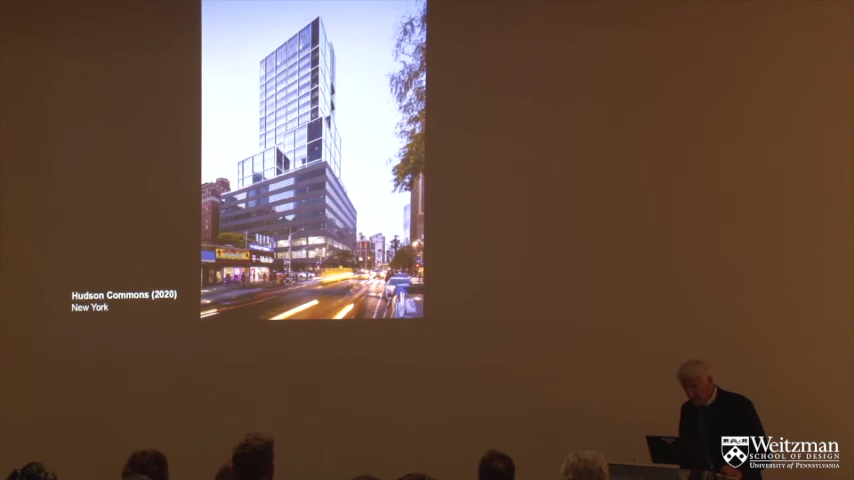 Hudson Commons (2020)
New York
Weitzman
SCHOOL OF DESIGN
UNIVERSITY of PENNSYLVANIA